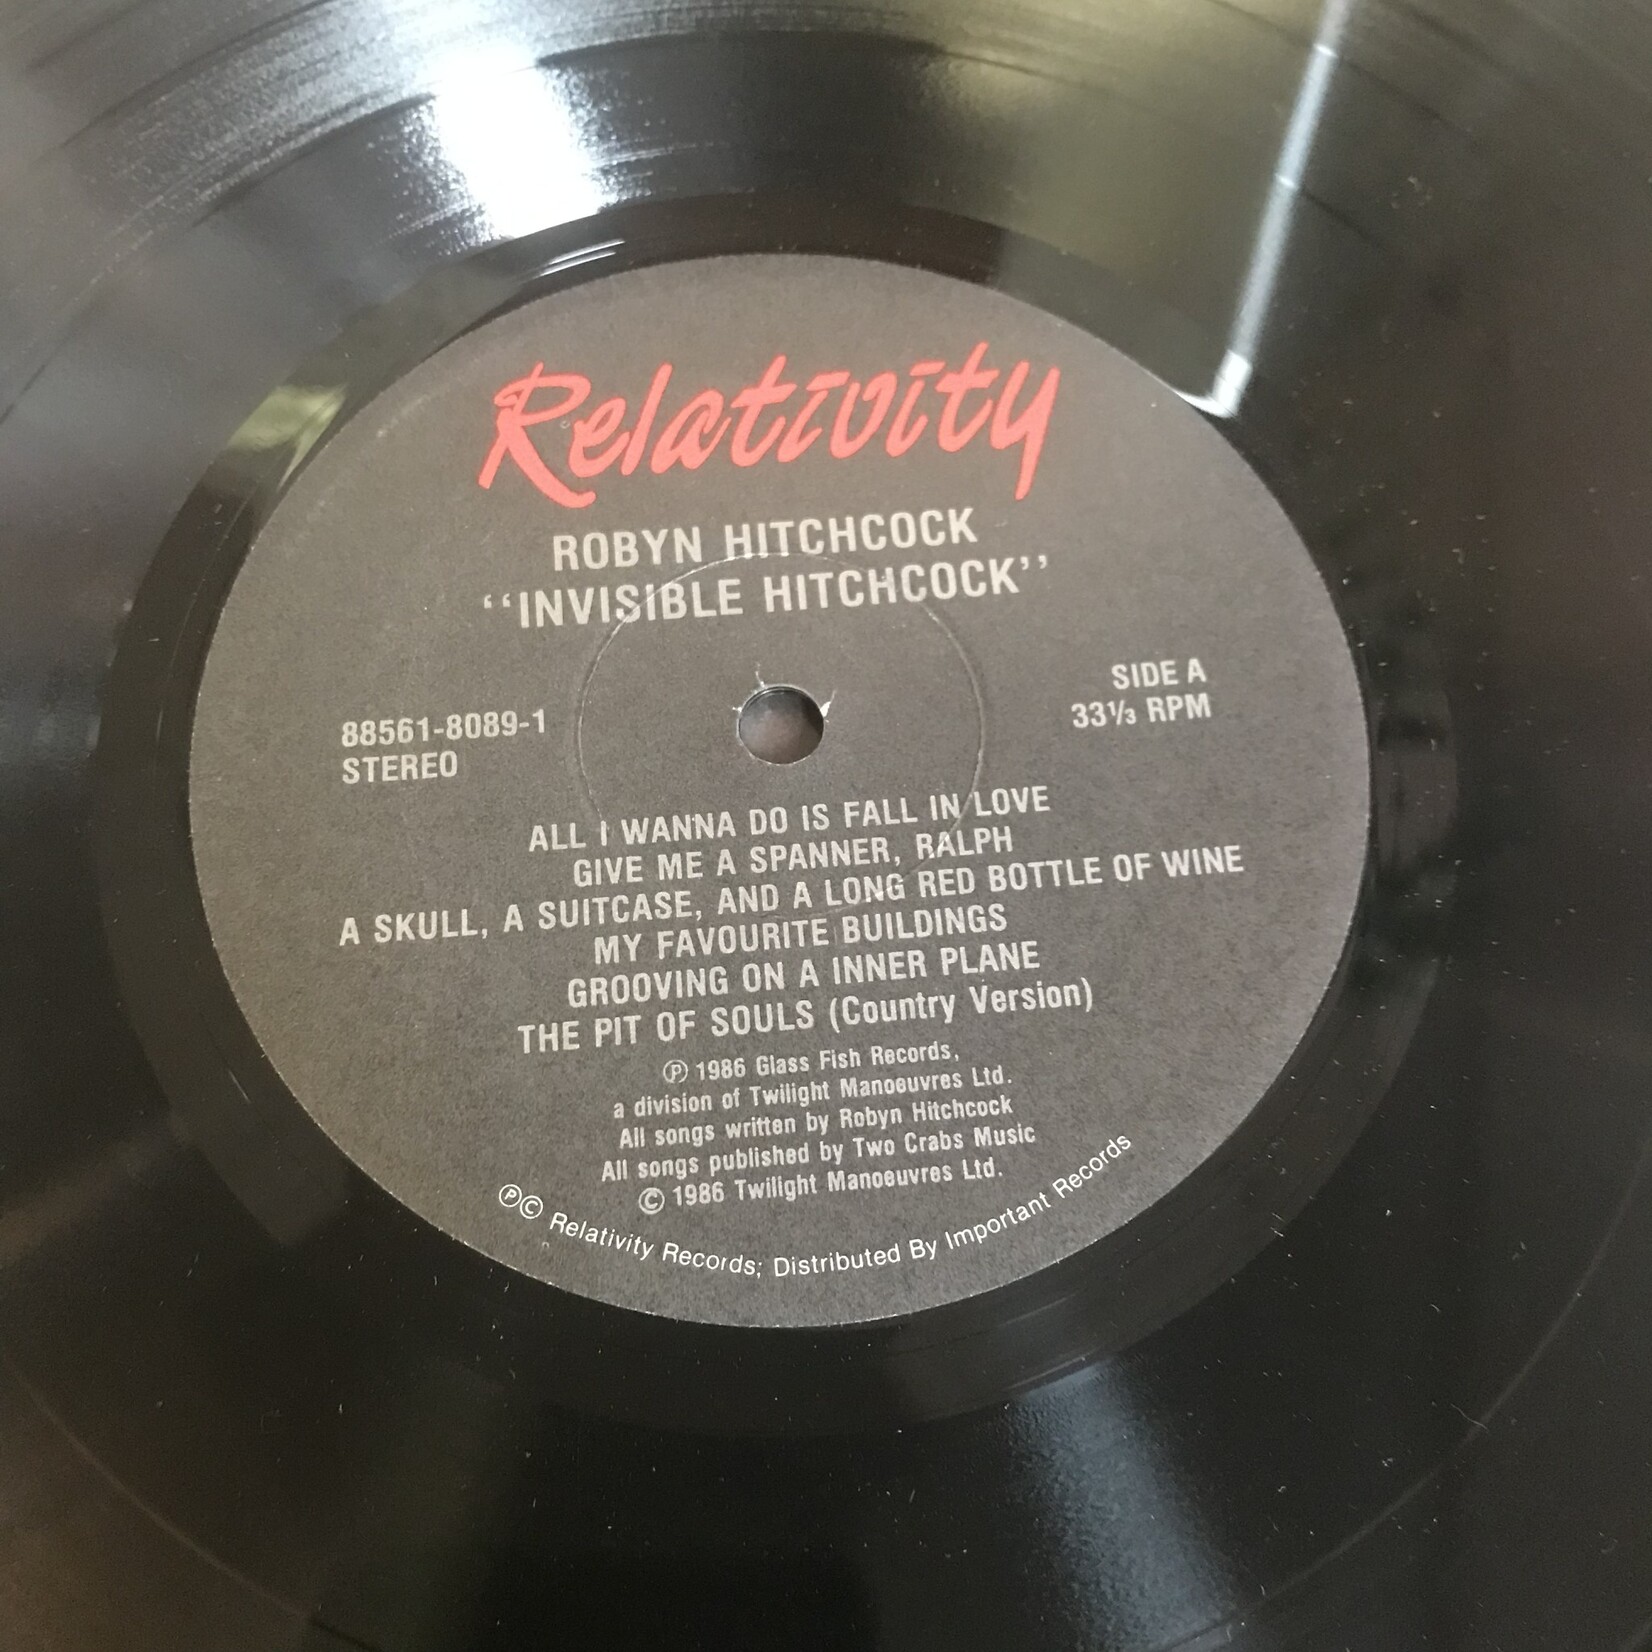 Relativity
ROBYN HITCHCOCK
‘‘INVISIBLE HITCHCOCK’’
SIDE A
33⅓ RPM
88561-8089-1
STEREO
ALL I WANNA DO IS FALL IN LOVE
GIVE ME A SPANNER, RALPH
A SKULL, A SUITCASE, AND A LONG RED BOTTLE OF WINE
MY FAVOURITE BUILDINGS
GROOVING ON A INNER PLANE
THE PIT OF SOULS (Country Version)
℗ 1986 Glass Fish Records,
a division of Twilight Manoeuvres Ltd.
All songs written by Robyn Hitchcock
All songs published by Two Crabs Music
© 1986 Twilight Manoeuvres Ltd.
℗© Relativity Records; Distributed By Important Records